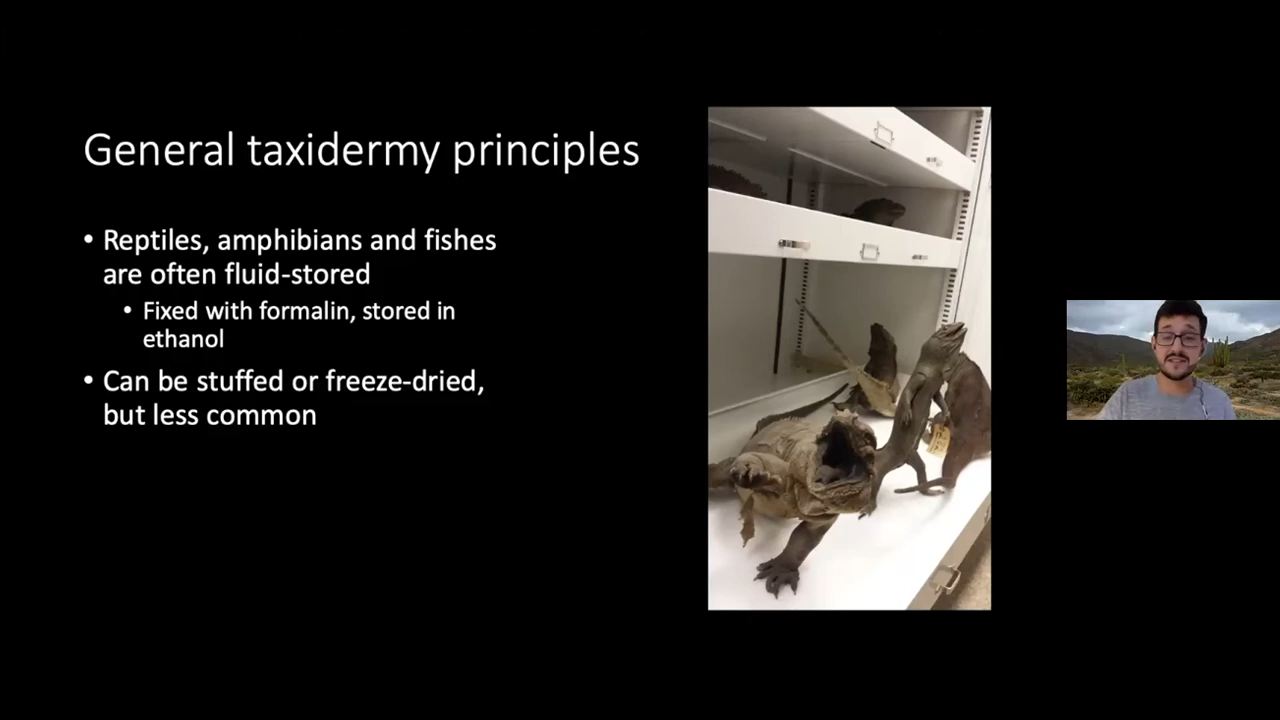 General taxidermy principles
• Reptiles, amphibians and fishes
are often fluid-stored
• Fixed with formalin, stored in
ethanol
• Can be stuffed or freeze-dried,
but less common